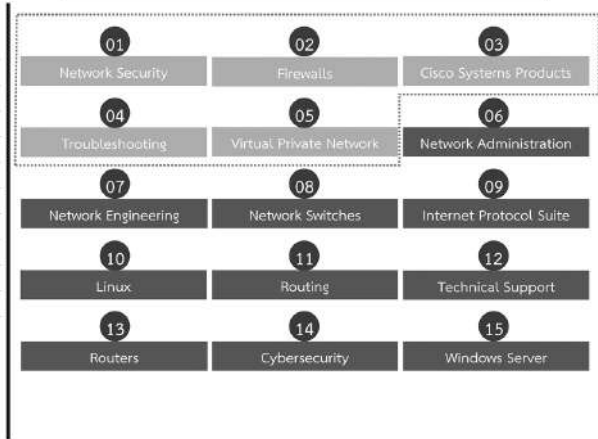 01 02 03
Network Security Firewalls Cisco Systems Products
04 05 06
Troubleshooting Virtual Private Network Network Administration
07 08 09
Network Engineering Network Switches Internet Protocol Suite
10 11 12
Linux Routing Technical Support
13 14 15
Routers Cybersecurity Windows Server